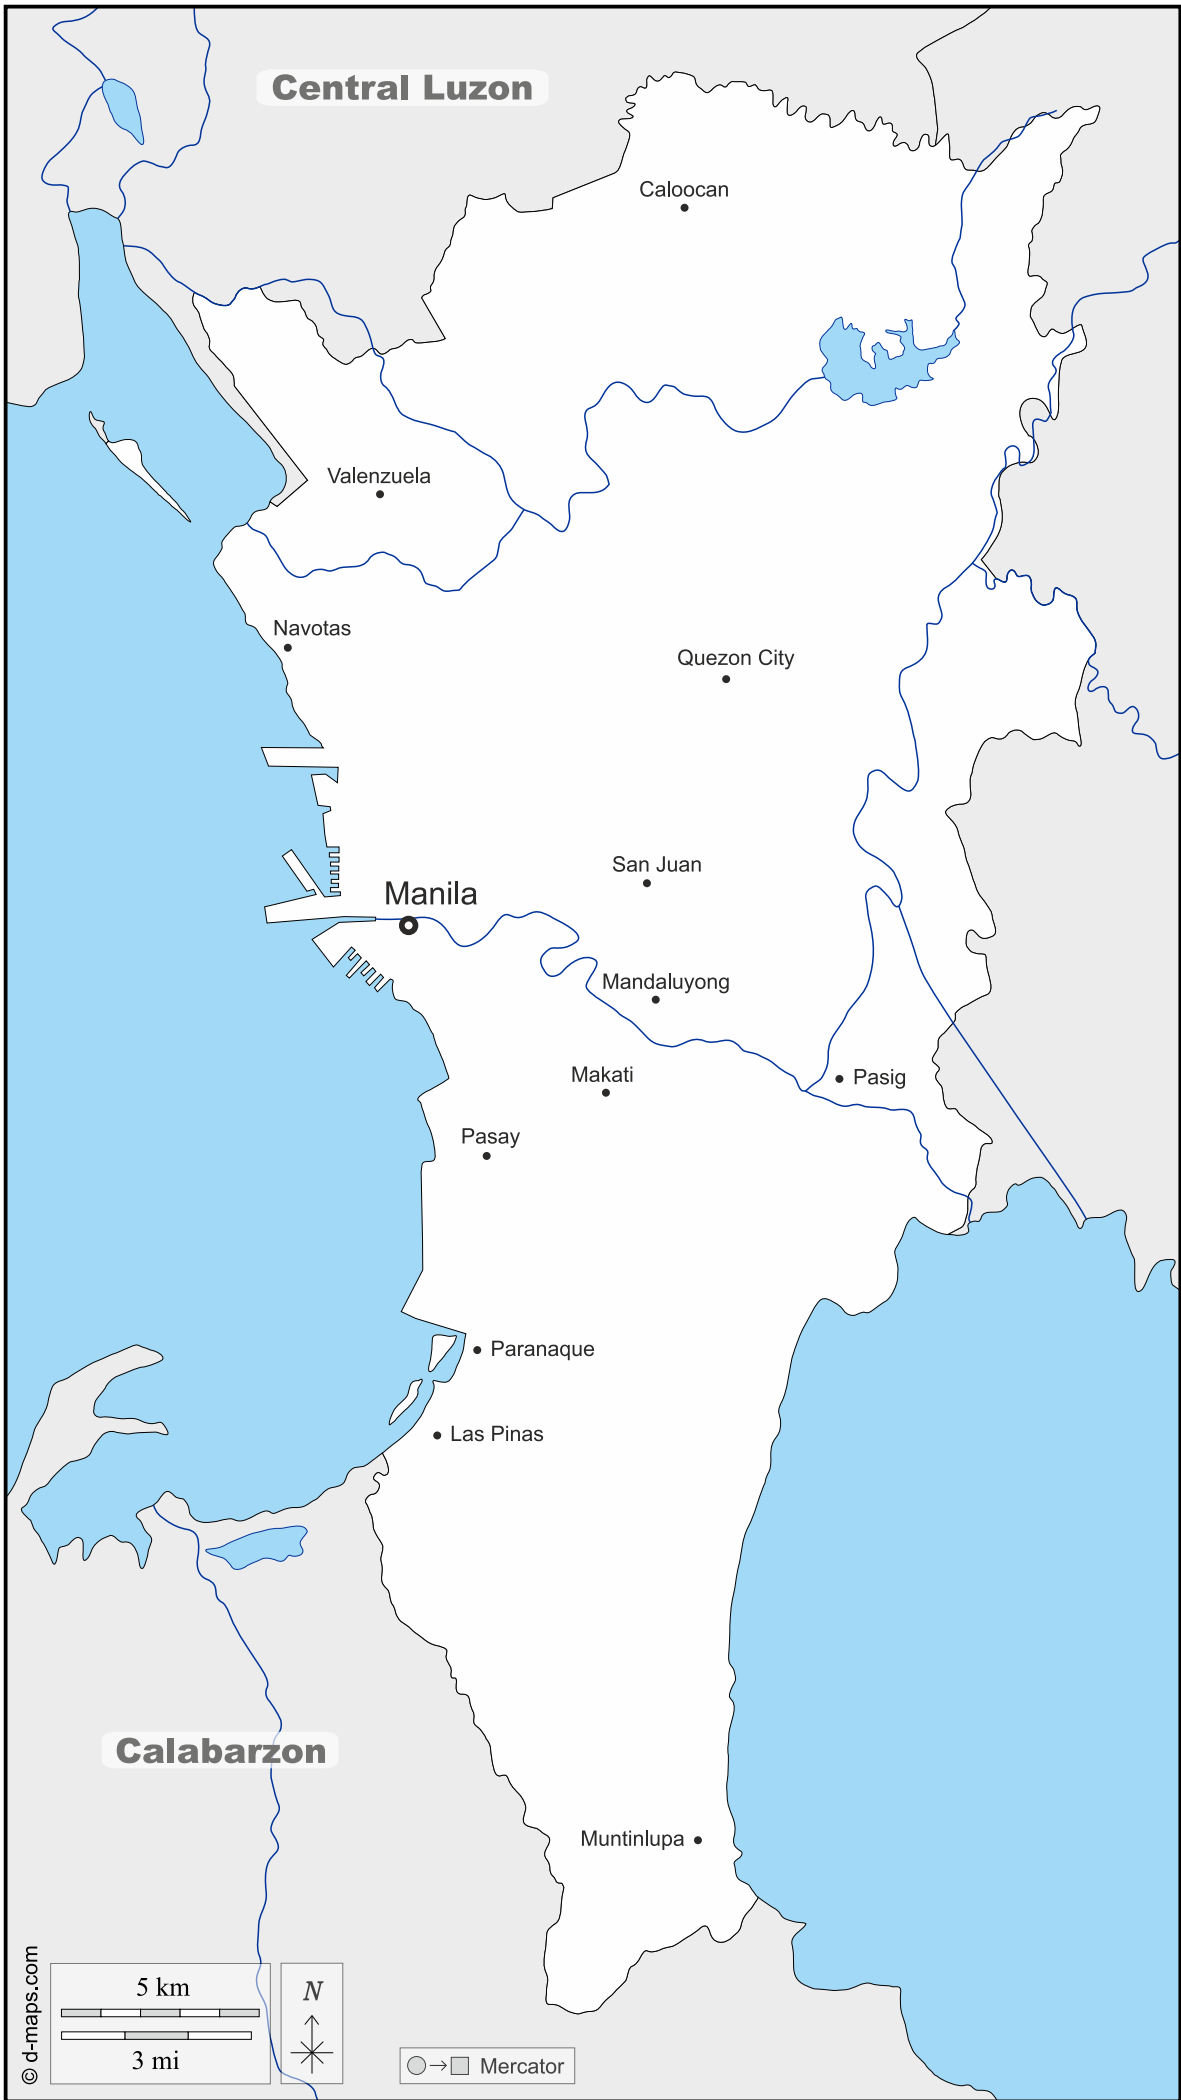 Central Luzon
Caloocan
Valenzuela
Navotas
Quezon City
San Juan
Manila
Mandaluyong
Makati
Pasig
Pasay
Paranaque
Las Pinas
Calabarzon
Muntinlupa
5 km
3 mi
N
Mercator
© d-maps.com